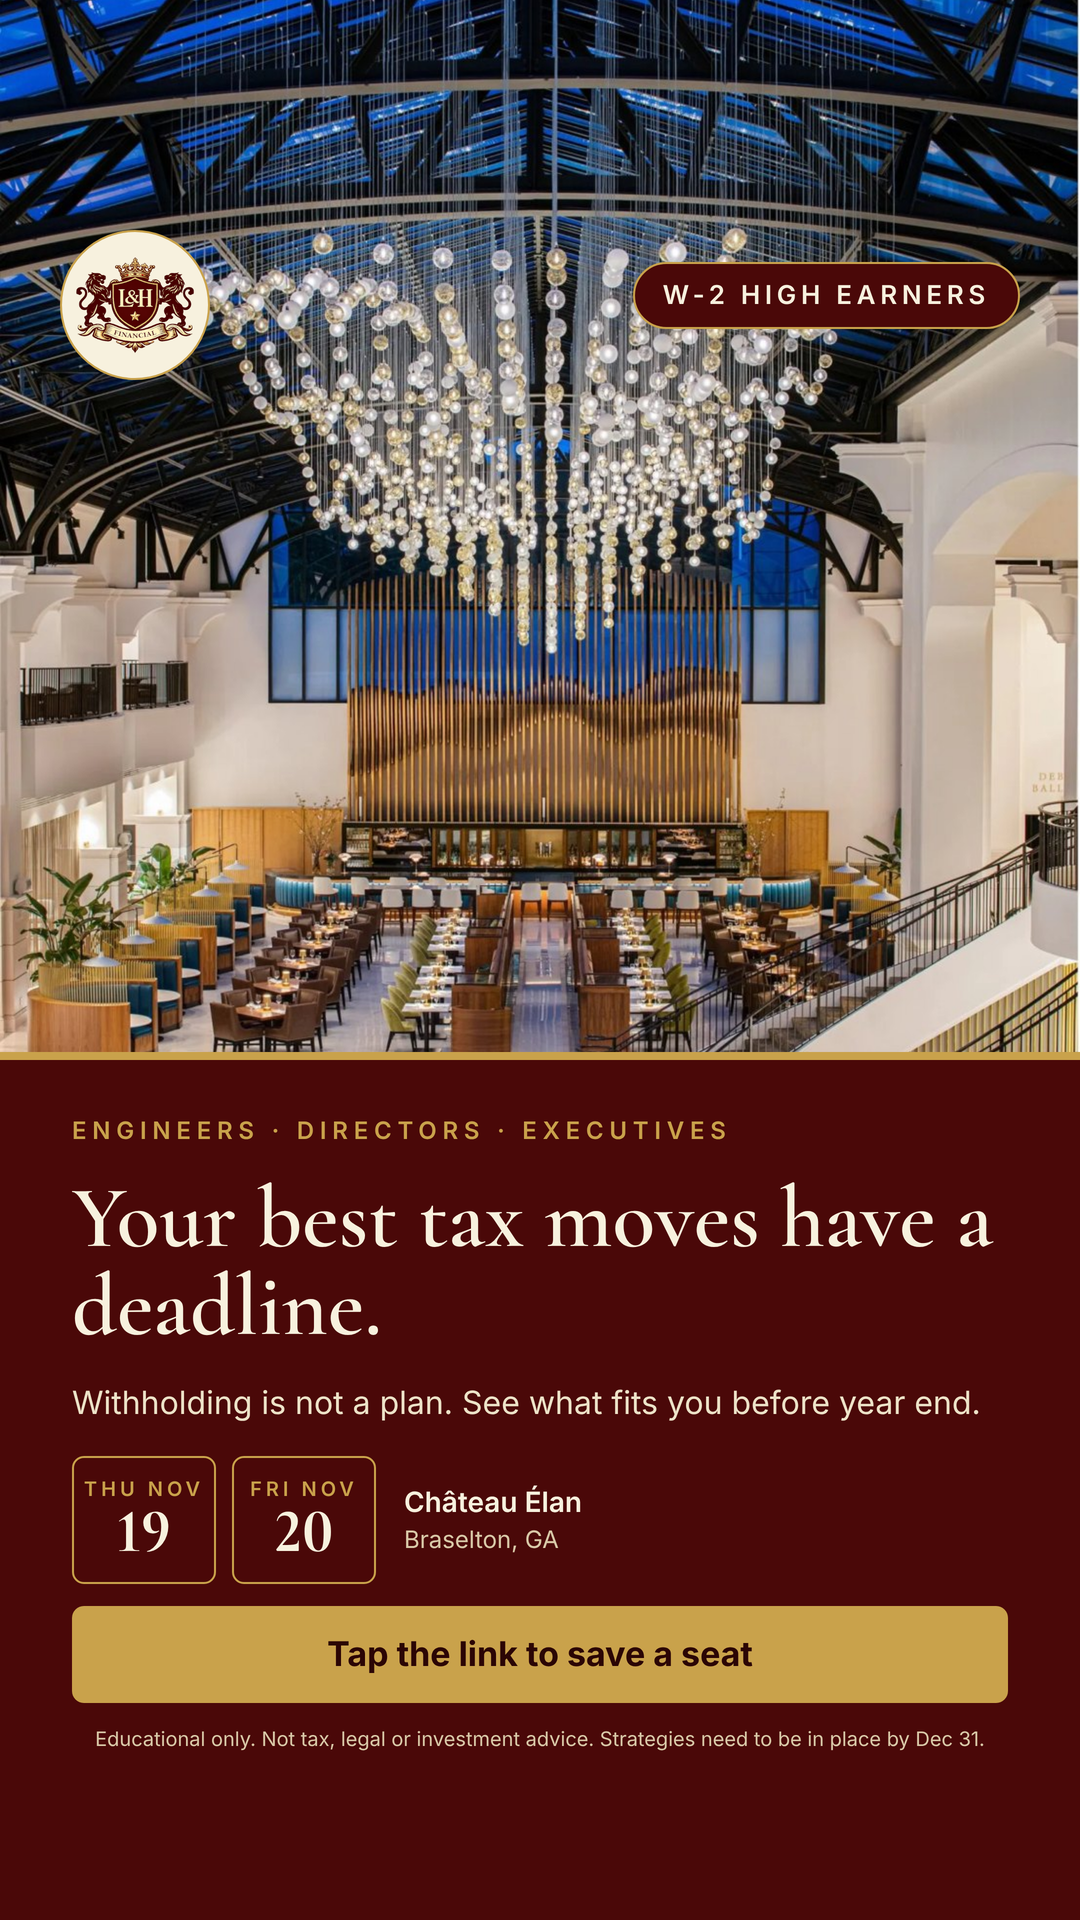 L&H
FINANCIAL
W-2 HIGH EARNERS
ENGINEERS · DIRECTORS · EXECUTIVES
Your best tax moves have a
deadline.
Withholding is not a plan. See what fits you before year end.
THU NOV
19
FRI NOV
20
Château Élan
Braselton, GA
Tap the link to save a seat
Educational only. Not tax, legal or investment advice. Strategies need to be in place by Dec 31.